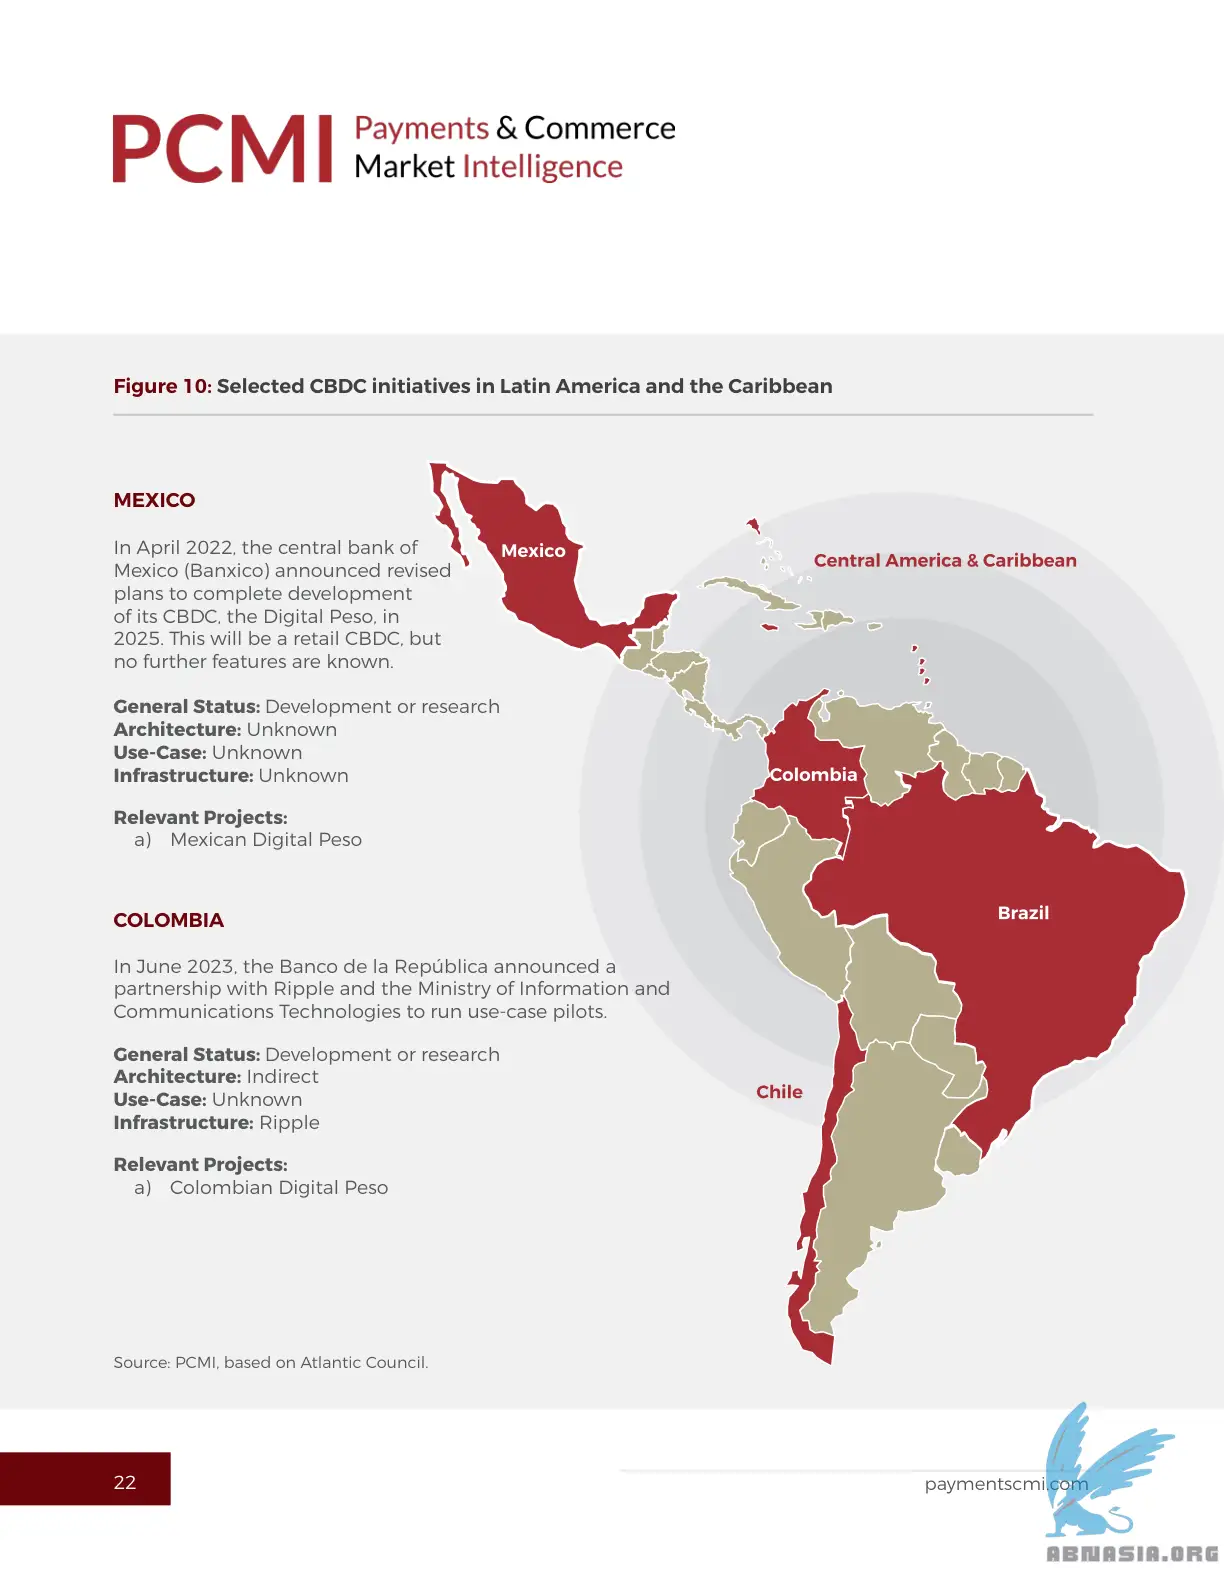 PCMI Payments & Commerce
Market Intelligence
Figure 10: Selected CBDC initiatives in Latin America and the Caribbean
MEXICO
In April 2022, the central bank of
Mexico (Banxico) announced revised
plans to complete development
of its CBDC, the Digital Peso, in
2025. This will be a retail CBDC, but
no further features are known.
General Status: Development or research
Architecture: Unknown
Use-Case: Unknown
Infrastructure: Unknown
Relevant Projects:
a) Mexican Digital Peso
COLOMBIA
In June 2023, the Banco de la República announced a
partnership with Ripple and the Ministry of Information and
Communications Technologies to run use-case pilots.
General Status: Development or research
Architecture: Indirect
Use-Case: Unknown
Infrastructure: Ripple
Relevant Projects:
a) Colombian Digital Peso
Mexico
Central America & Caribbean
Colombia
Brazil
Chile
Source: PCMI, based on Atlantic Council.
22
paymentscmi.com
ABNASIA.ORG